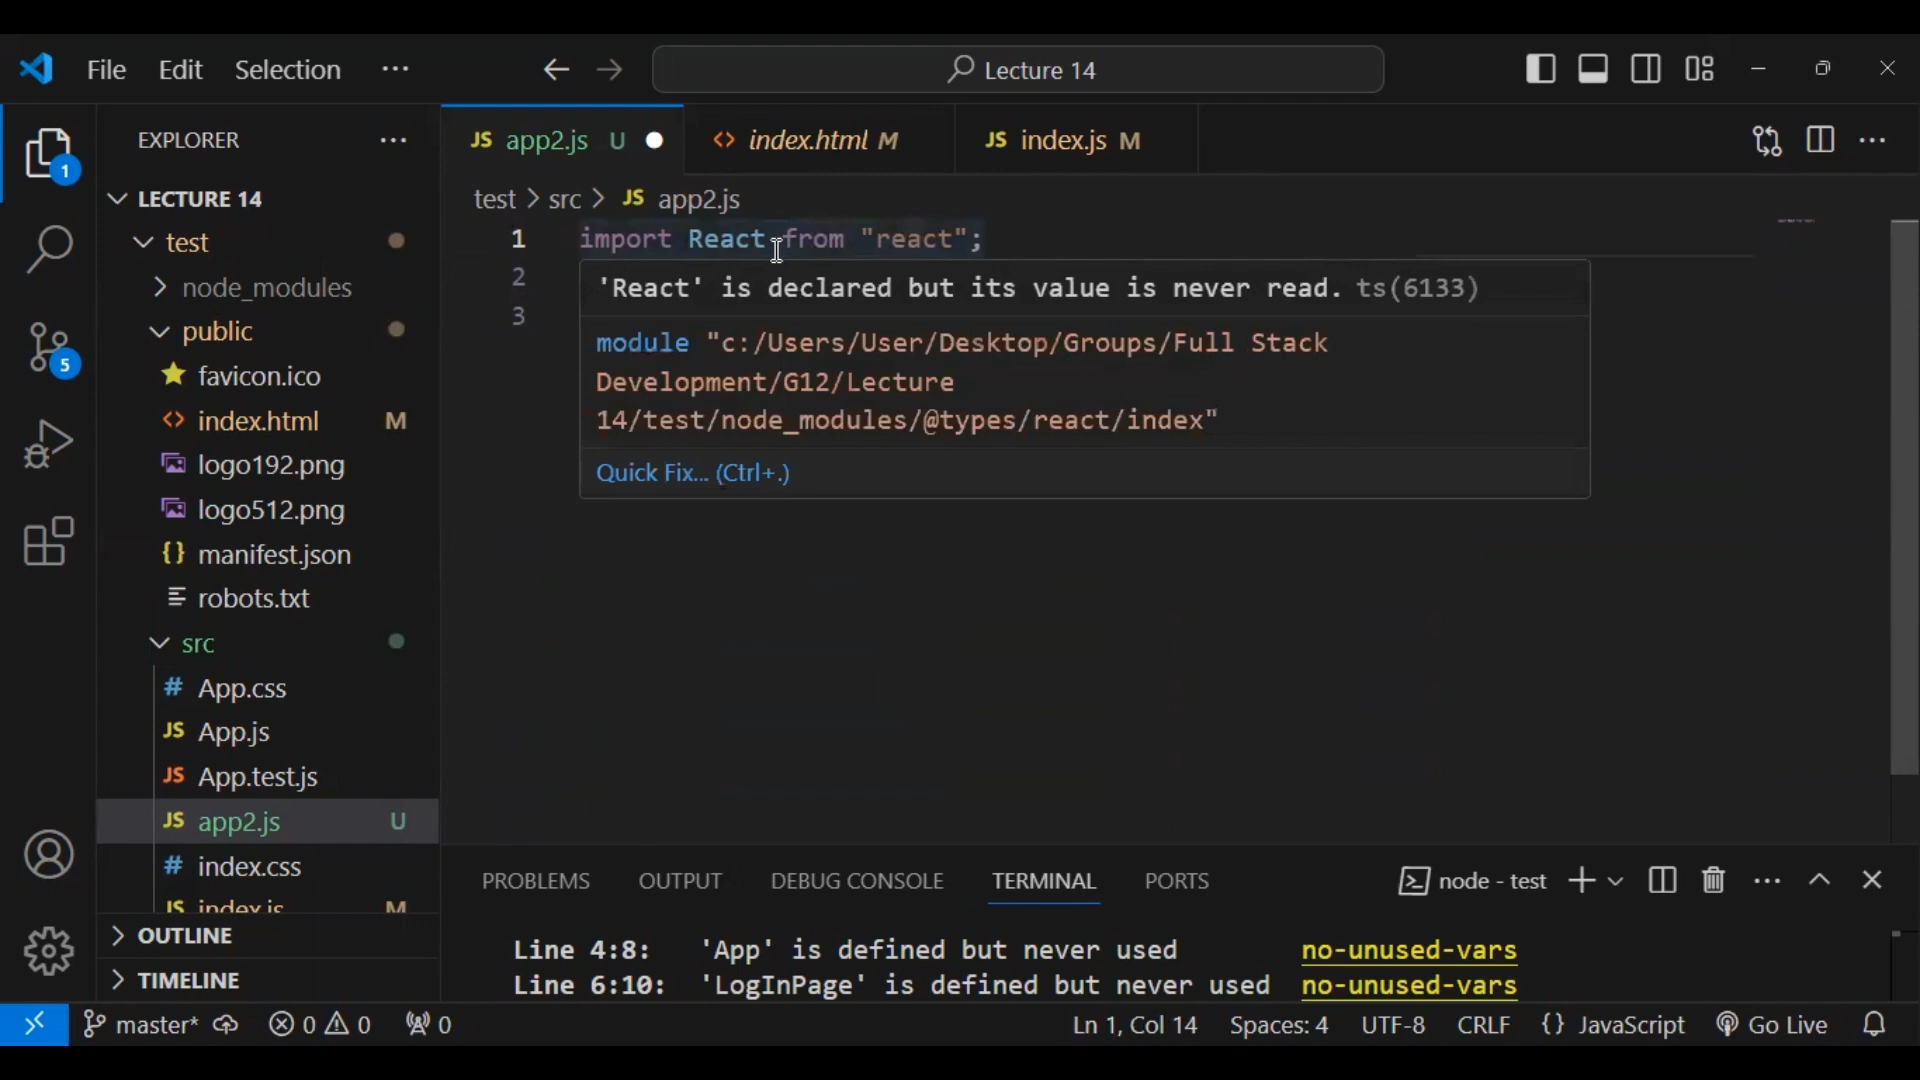 File Edit Selection ···
Lecture 14
EXPLORER ···
LECTURE 14
test
node_modules
public
favicon.ico
index.html M
logo192.png
logo512.png
manifest.json
robots.txt
src
App.css
App.js
App.test.js
app2.js U
index.css
index.js M
OUTLINE
TIMELINE
1
5
app2.js U
index.html M
index.js M
test > src > JS app2.js
1 import React from "react";
2
3
'React' is declared but its value is never read. ts(6133)
module "c:/Users/User/Desktop/Groups/Full Stack
Development/G12/Lecture
14/test/node_modules/@types/react/index"
Quick Fix... (Ctrl+.)
PROBLEMS OUTPUT DEBUG CONSOLE TERMINAL PORTS
node - test
Line 4:8: 'App' is defined but never used no-unused-vars
Line 6:10: 'LogInPage' is defined but never used no-unused-vars
master* 0 0 0
Ln 1, Col 14 Spaces: 4 UTF-8 CRLF {} JavaScript Go Live